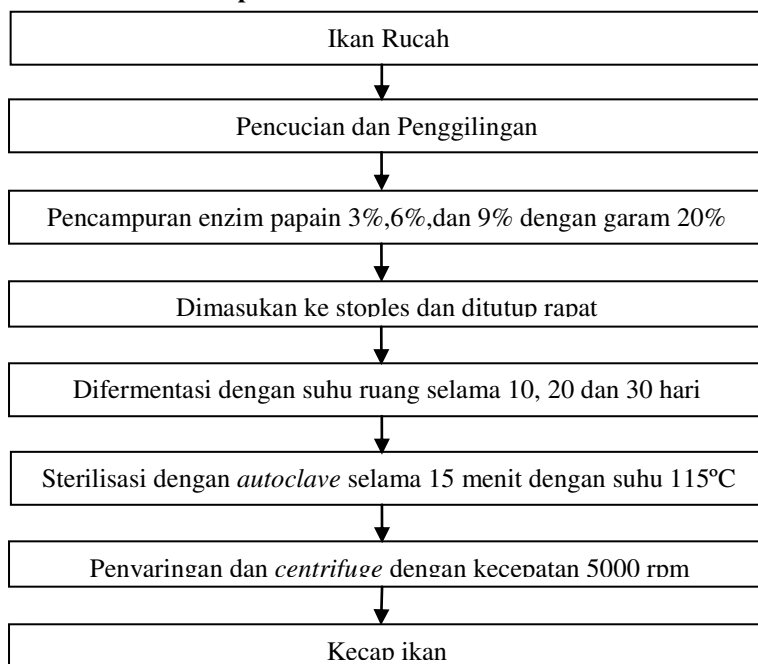 Ikan Rucah
Pencucian dan Penggilingan
Pencampuran enzim papain 3%,6%,dan 9% dengan garam 20%
Dimasukan ke stoples dan ditutup rapat
Difermentasi dengan suhu ruang selama 10, 20 dan 30 hari
Sterilisasi dengan autoclave selama 15 menit dengan suhu 115ºC
Penyaringan dan centrifuge dengan kecepatan 5000 rpm
Kecap ikan